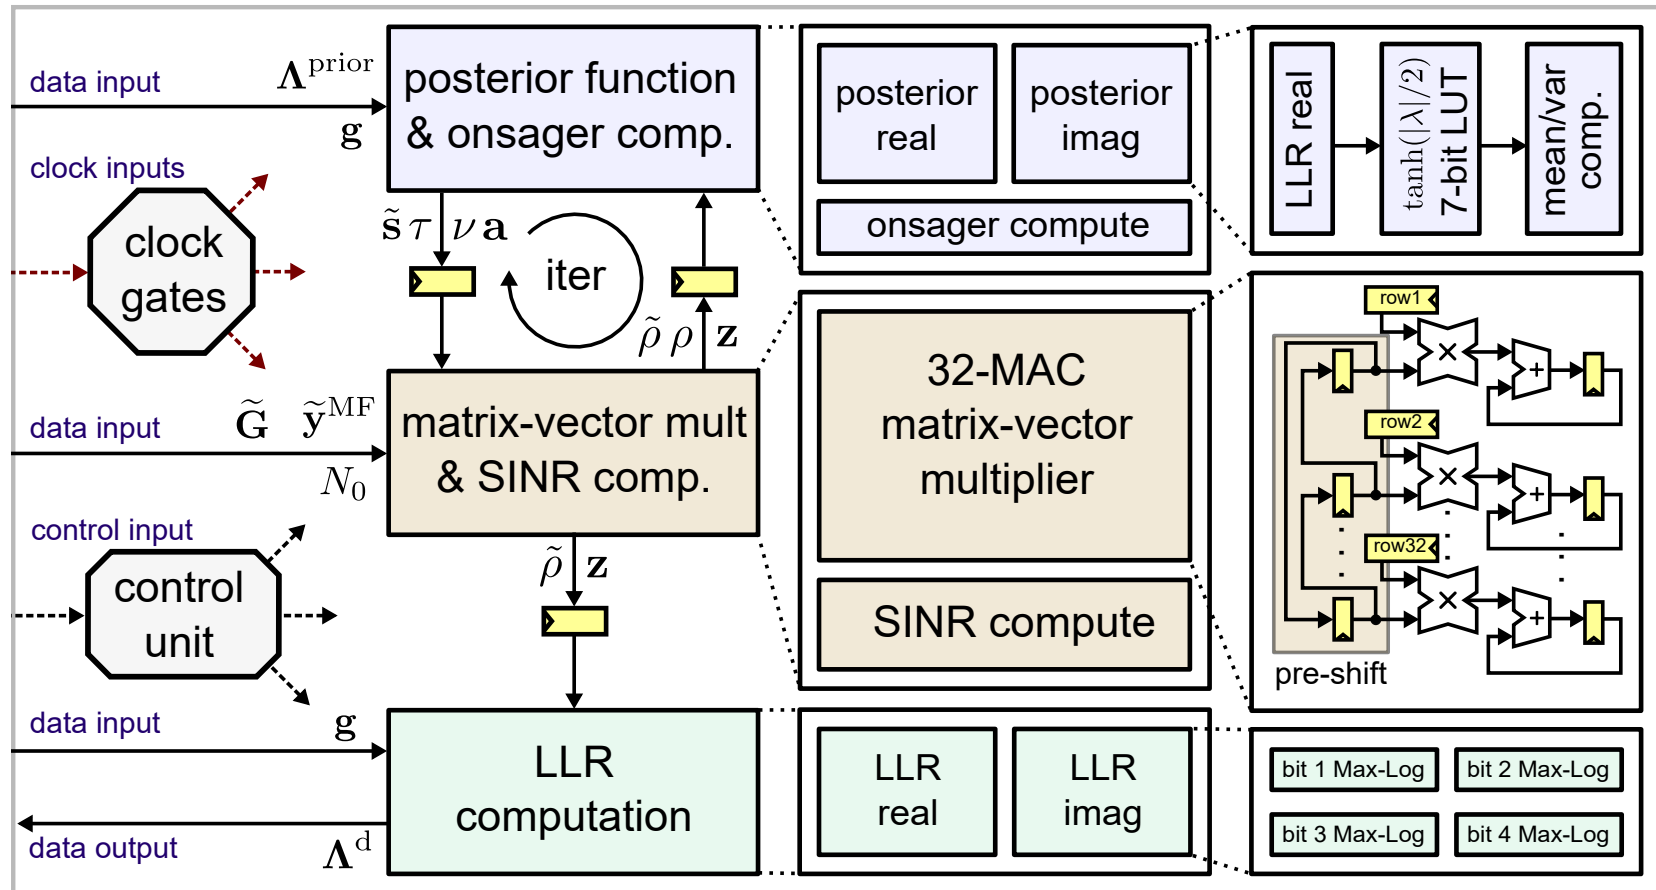 data input
𝚲^prior
𝐠
posterior function
& onsager comp.
clock inputs
clock
gates
s̃ τ ν 𝐚
iter
ρ̃ ρ 𝐳
data input
G̃ ỹ^MF
N_0
matrix-vector mult
& SINR comp.
control input
control
unit
ρ̃ 𝐳
data input
𝐠
LLR
computation
data output
𝚲^d
posterior
real
posterior
imag
onsager compute
32-MAC
matrix-vector
multiplier
SINR compute
LLR
real
LLR
imag
LLR real
tanh(|λ|/2)
7-bit LUT
mean/var
comp.
row1
×
+
row2
×
+
row32
×
+
pre-shift
bit 1 Max-Log
bit 2 Max-Log
bit 3 Max-Log
bit 4 Max-Log